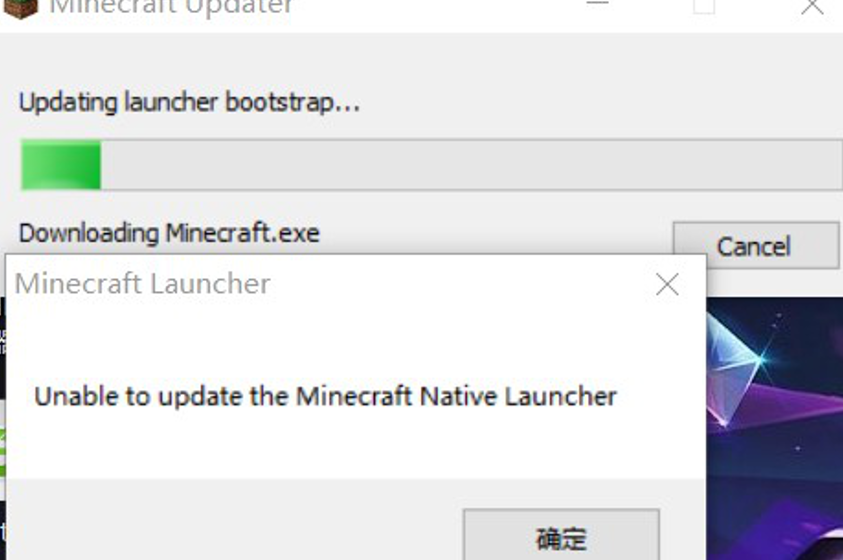 Minecraft Updater
Updating launcher bootstrap...
Downloading Minecraft.exe
Cancel
Minecraft Launcher
Unable to update the Minecraft Native Launcher
确定